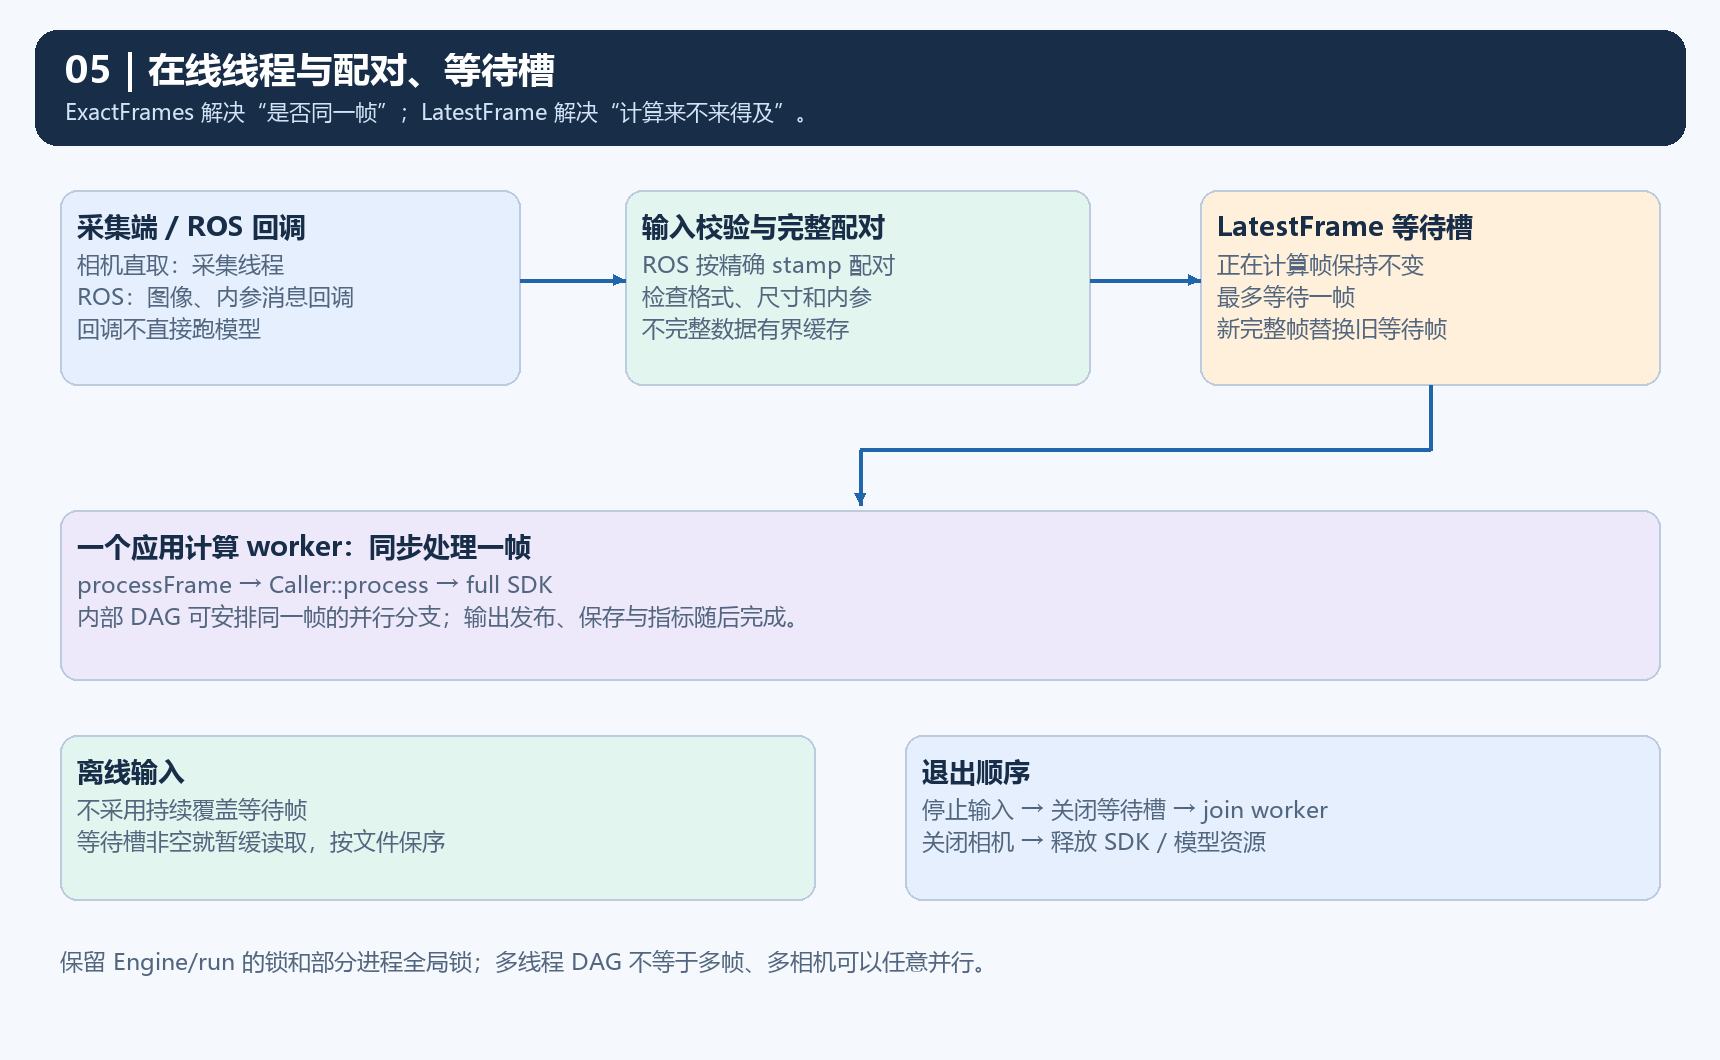 05 | 在线线程与配对、等待槽
ExactFrames 解决“是否同一帧”；LatestFrame 解决“计算来不来得及”。
采集端 / ROS 回调
相机直取：采集线程
ROS：图像、内参消息回调
回调不直接跑模型
输入校验与完整配对
ROS 按精确 stamp 配对
检查格式、尺寸和内参
不完整数据有界缓存
LatestFrame 等待槽
正在计算帧保持不变
最多等待一帧
新完整帧替换旧等待帧
一个应用计算 worker：同步处理一帧
processFrame → Caller::process → full SDK
内部 DAG 可安排同一帧的并行分支；输出发布、保存与指标随后完成。
离线输入
不采用持续覆盖等待帧
等待槽非空就暂缓读取，按文件保序
退出顺序
停止输入 → 关闭等待槽 → join worker
关闭相机 → 释放 SDK / 模型资源
保留 Engine/run 的锁和部分进程全局锁；多线程 DAG 不等于多帧、多相机可以任意并行。